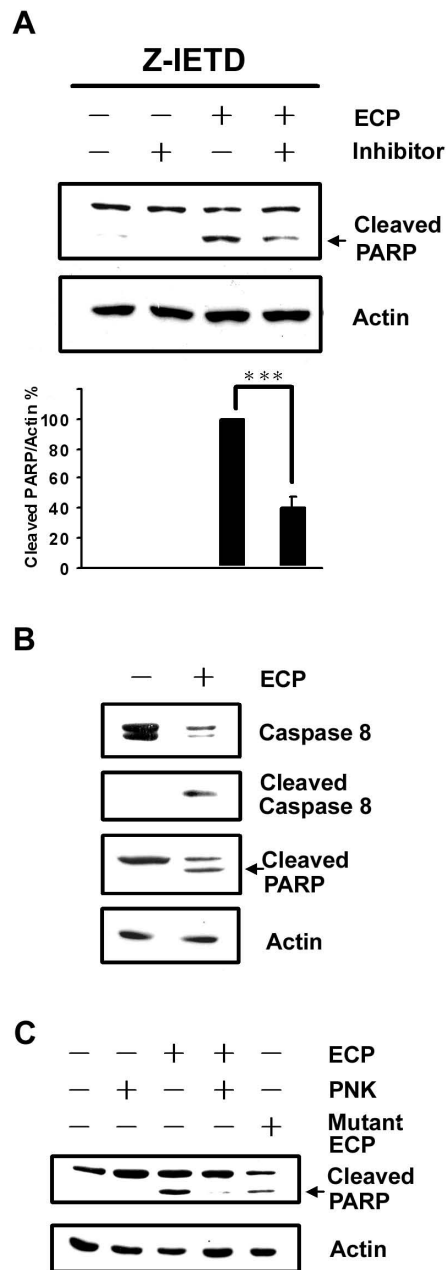 A
Z-IETD
— — + + ECP
— + — + Inhibitor
Cleaved
PARP
Actin
Cleaved PARP/Actin %
***
100
80
60
40
20
0
B
— + ECP
Caspase 8
Cleaved
Caspase 8
Cleaved
PARP
Actin
C
— — + + — ECP
— + — + — PNK
— — — — + Mutant
ECP
Cleaved
PARP
Actin